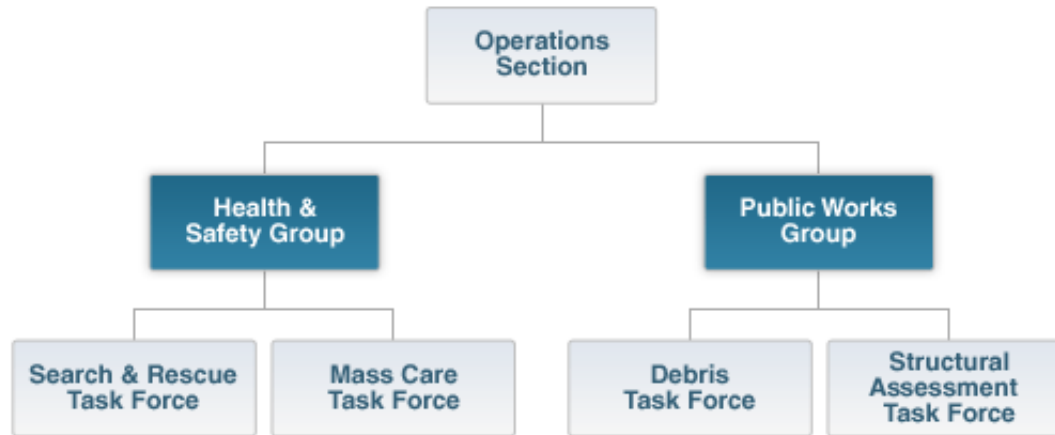 Operations
Section
Health &
Safety Group
Public Works
Group
Search & Rescue
Task Force
Mass Care
Task Force
Debris
Task Force
Structural
Assessment
Task Force